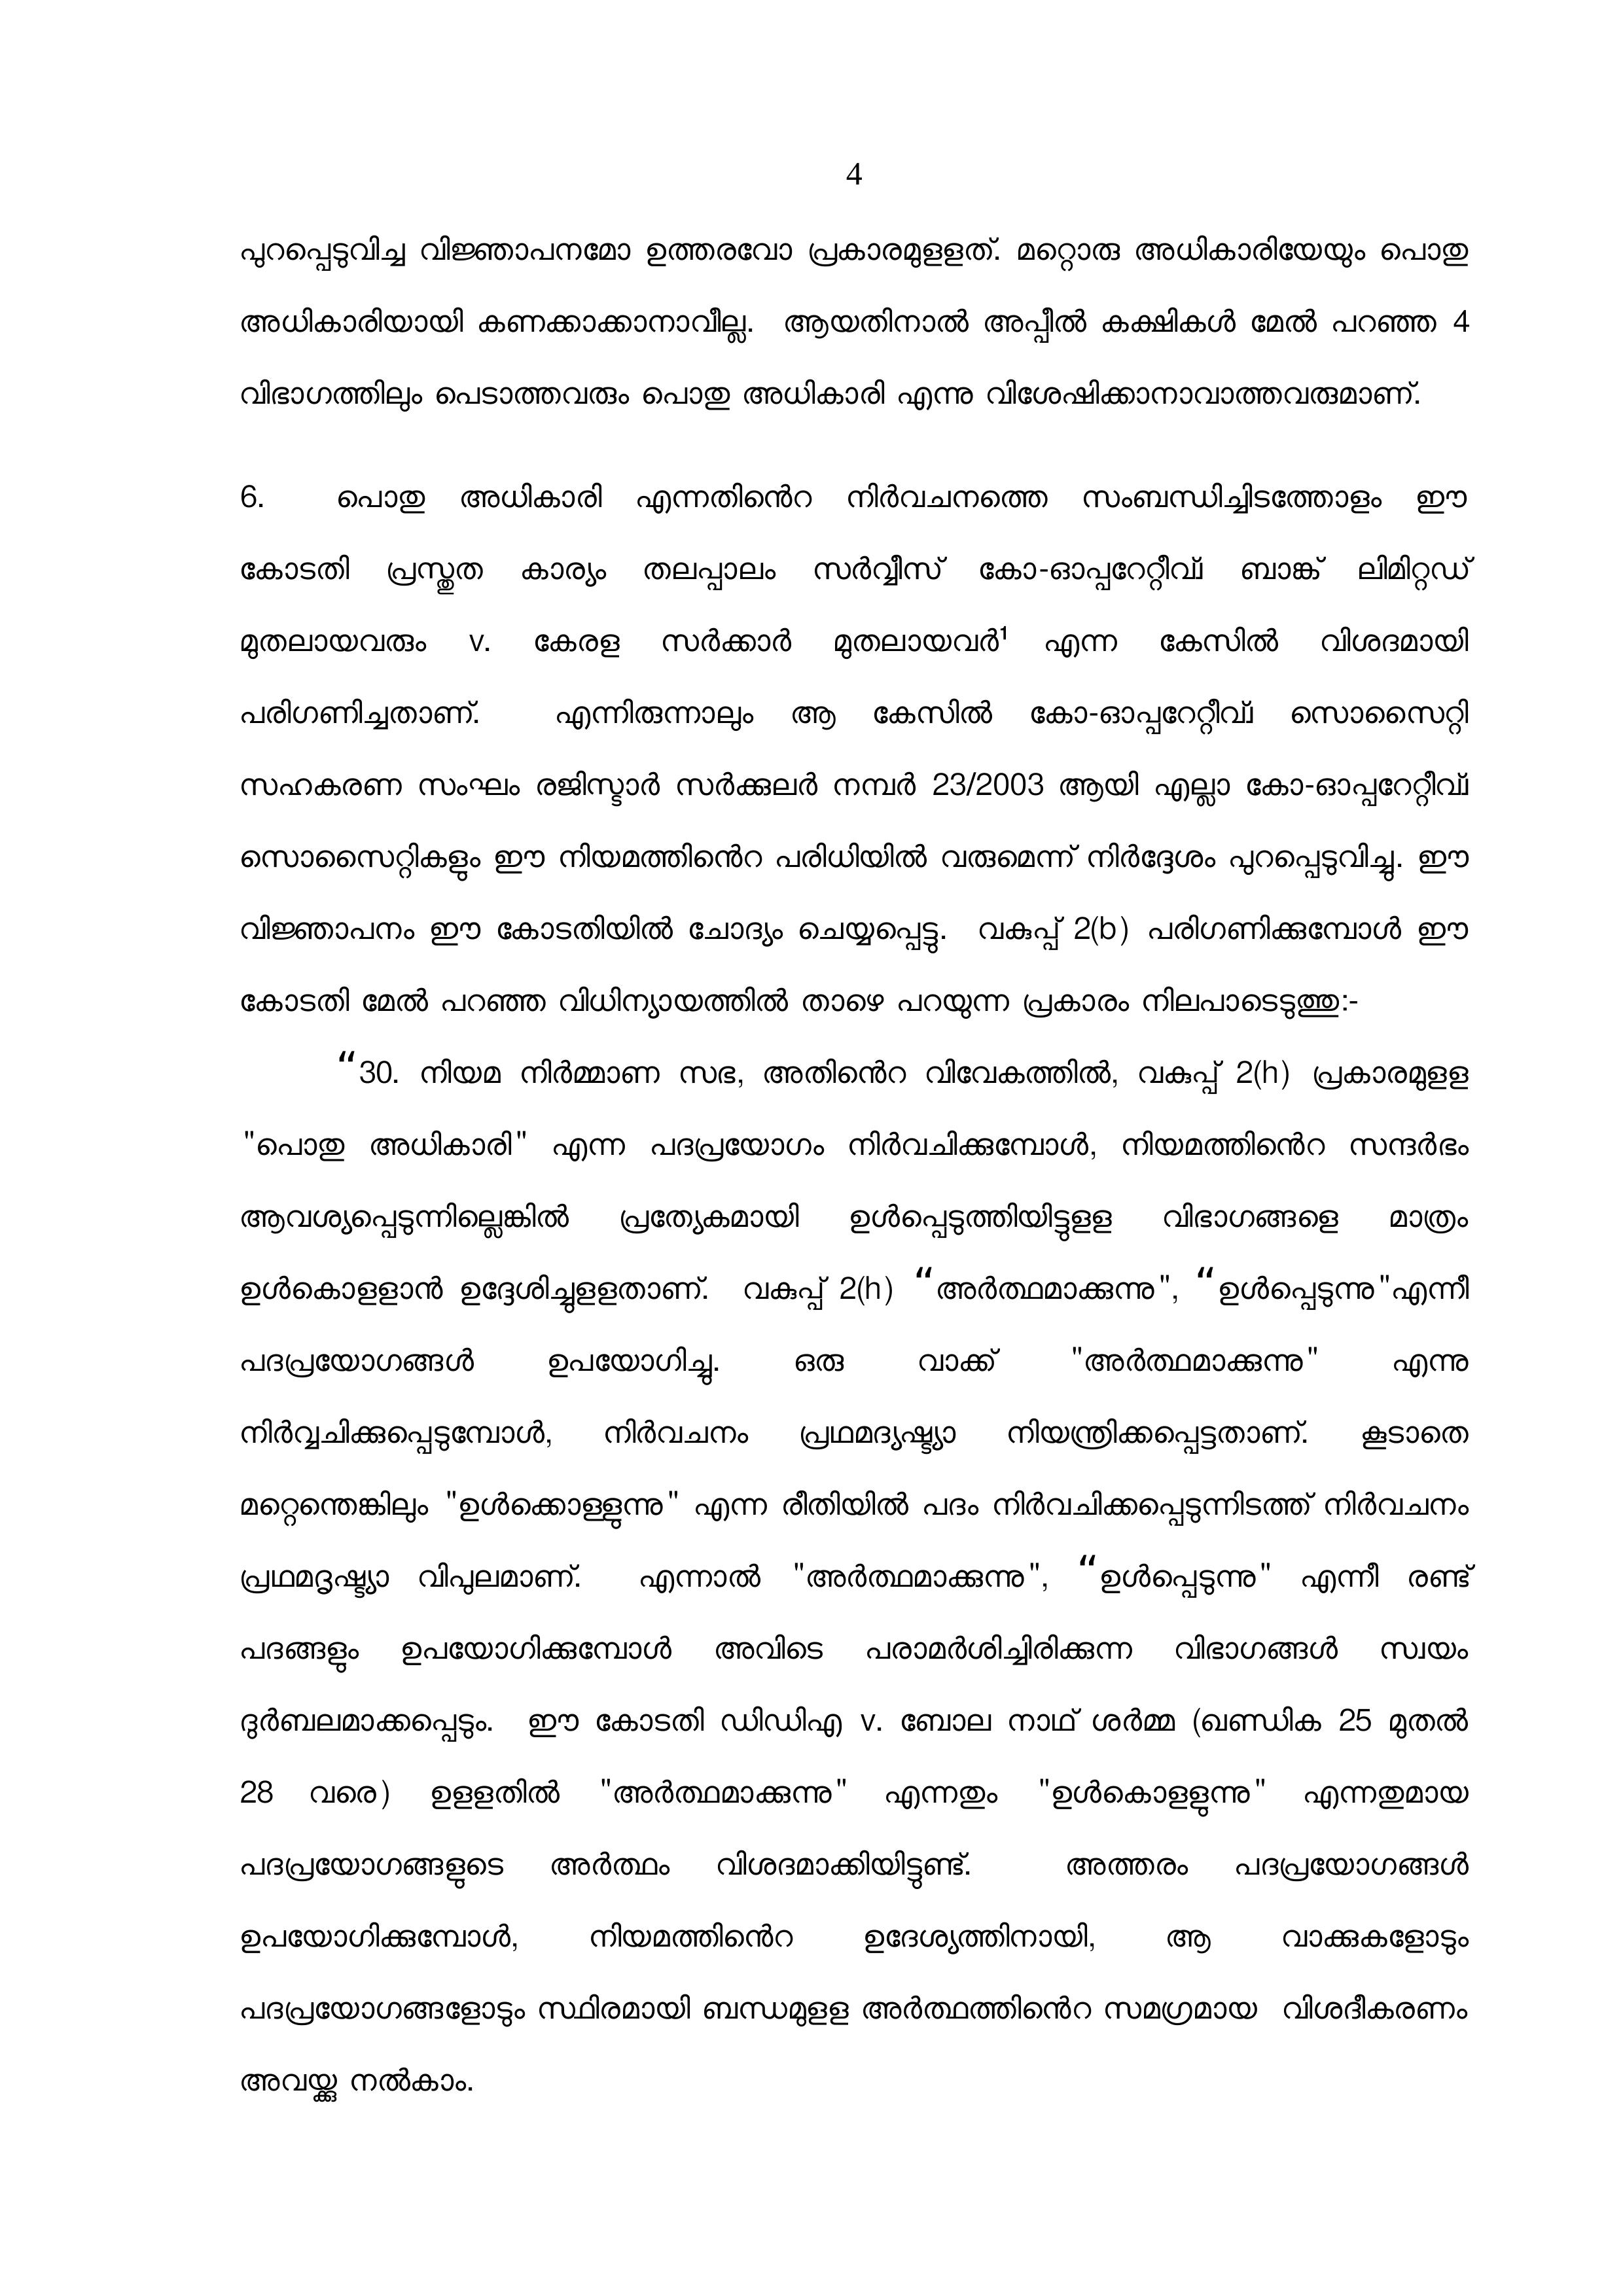 4
പുറപ്പെടുവിച്ച വിജ്ഞാപനമോ ഉത്തരവോ പ്രകാരമുളളത്. മറ്റൊരു അധികാരിയേയും പൊതു
അധികാരിയായി കണക്കാക്കാനാവീല്ല. ആയതിനാൽ അപ്പീൽ കക്ഷികൾ മേൽ പറഞ്ഞ 4
വിഭാഗത്തിലും പെടാത്തവരും പൊതു അധികാരി എന്നു വിശേഷിക്കാനാവാത്തവരുമാണ്.
6. പൊതു അധികാരി എന്നതിൻെറ നിർവചനത്തെ സംബന്ധിച്ചിടത്തോളം ഈ
കോടതി പ്രസ്തുത കാര്യം തലപ്പാലം സർവ്വീസ് കോ-ഓപ്പറേറ്റീവ് ബാങ്ക് ലിമിറ്റഡ്
മുതലായവരും v. കേരള സർക്കാർ മുതലായവർ¹ എന്ന കേസിൽ വിശദമായി
പരിഗണിച്ചതാണ്. എന്നിരുന്നാലും ആ കേസിൽ കോ-ഓപ്പറേറ്റീവ് സൊസൈറ്റി
സഹകരണ സംഘം രജിസ്ടാർ സർക്കുലർ നമ്പർ 23/2003 ആയി എല്ലാ കോ-ഓപ്പറേറ്റീവ്
സൊസൈറ്റികളും ഈ നിയമത്തിൻെറ പരിധിയിൽ വരുമെന്ന് നിർദ്ദേശം പുറപ്പെടുവിച്ചു. ഈ
വിജ്ഞാപനം ഈ കോടതിയിൽ ചോദ്യം ചെയ്യപ്പെട്ടു. വകുപ്പ് 2(b) പരിഗണിക്കുമ്പോൾ ഈ
കോടതി മേൽ പറഞ്ഞ വിധിന്യായത്തിൽ താഴെ പറയുന്ന പ്രകാരം നിലപാടെടുത്തു:-
“30. നിയമ നിർമ്മാണ സഭ, അതിൻെറ വിവേകത്തിൽ, വകുപ്പ് 2(h) പ്രകാരമുളള
"പൊതു അധികാരി" എന്ന പദപ്രയോഗം നിർവചിക്കുമ്പോൾ, നിയമത്തിൻെറ സന്ദർഭം
ആവശ്യപ്പെടുന്നില്ലെങ്കിൽ പ്രത്യേകമായി ഉൾപ്പെടുത്തിയിട്ടുളള വിഭാഗങ്ങളെ മാത്രം
ഉൾകൊളളാൻ ഉദ്ദേശിച്ചുളളതാണ്. വകുപ്പ് 2(h) “അർത്ഥമാക്കുന്നു", “ഉൾപ്പെടുന്നു"എന്നീ
പദപ്രയോഗങ്ങൾ ഉപയോഗിച്ചു. ഒരു വാക്ക് "അർത്ഥമാക്കുന്നു" എന്നു
നിർവ്വചിക്കുപ്പെടുമ്പോൾ, നിർവചനം പ്രഥമദ്യഷ്ട്യാ നിയന്ത്രിക്കപ്പെട്ടതാണ്. കൂടാതെ
മറ്റെന്തെങ്കിലും "ഉൾക്കൊള്ളുന്നു" എന്ന രീതിയിൽ പദം നിർവചിക്കപ്പെടുന്നിടത്ത് നിർവചനം
പ്രഥമദൃഷ്ട്യാ വിപുലമാണ്. എന്നാൽ "അർത്ഥമാക്കുന്നു", “ഉൾപ്പെടുന്നു" എന്നീ രണ്ട്
പദങ്ങളും ഉപയോഗിക്കുമ്പോൾ അവിടെ പരാമർശിച്ചിരിക്കുന്ന വിഭാഗങ്ങൾ സ്വയം
ദുർബലമാക്കപ്പെടും. ഈ കോടതി ഡിഡിഎ v. ബോല നാഥ് ശർമ്മ (ഖണ്ഡിക 25 മുതൽ
28 വരെ) ഉളളതിൽ "അർത്ഥമാക്കുന്നു" എന്നതും "ഉൾകൊളളുന്നു" എന്നതുമായ
പദപ്രയോഗങ്ങളുടെ അർത്ഥം വിശദമാക്കിയിട്ടുണ്ട്. അത്തരം പദപ്രയോഗങ്ങൾ
ഉപയോഗിക്കുമ്പോൾ, നിയമത്തിൻെറ ഉദേശ്യത്തിനായി, ആ വാക്കുകളോടും
പദപ്രയോഗങ്ങളോടും സ്ഥിരമായി ബന്ധമുളള അർത്ഥത്തിൻെറ സമഗ്രമായ വിശദീകരണം
അവയ്ക്കു നൽകാം.